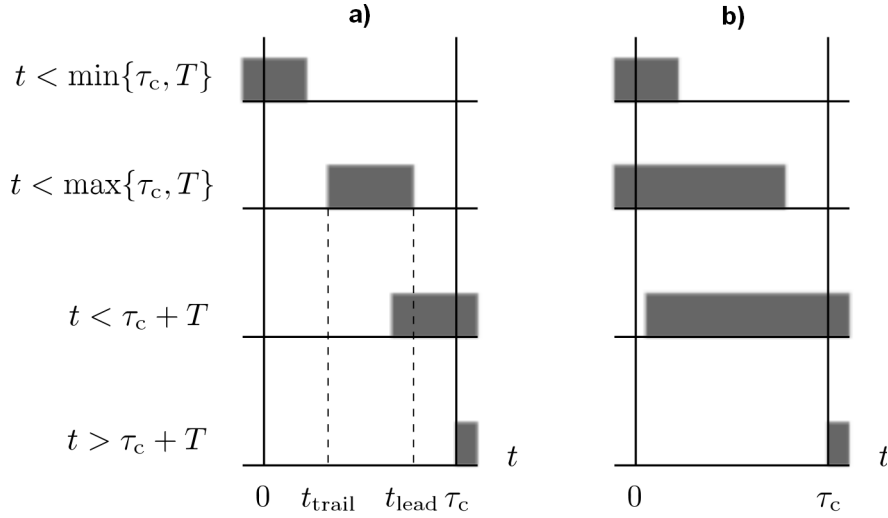 a) b)
t < min{τc, T}
t < max{τc, T}
t < τc + T
t > τc + T
t t
0 ttrail tlead τc 0 τc